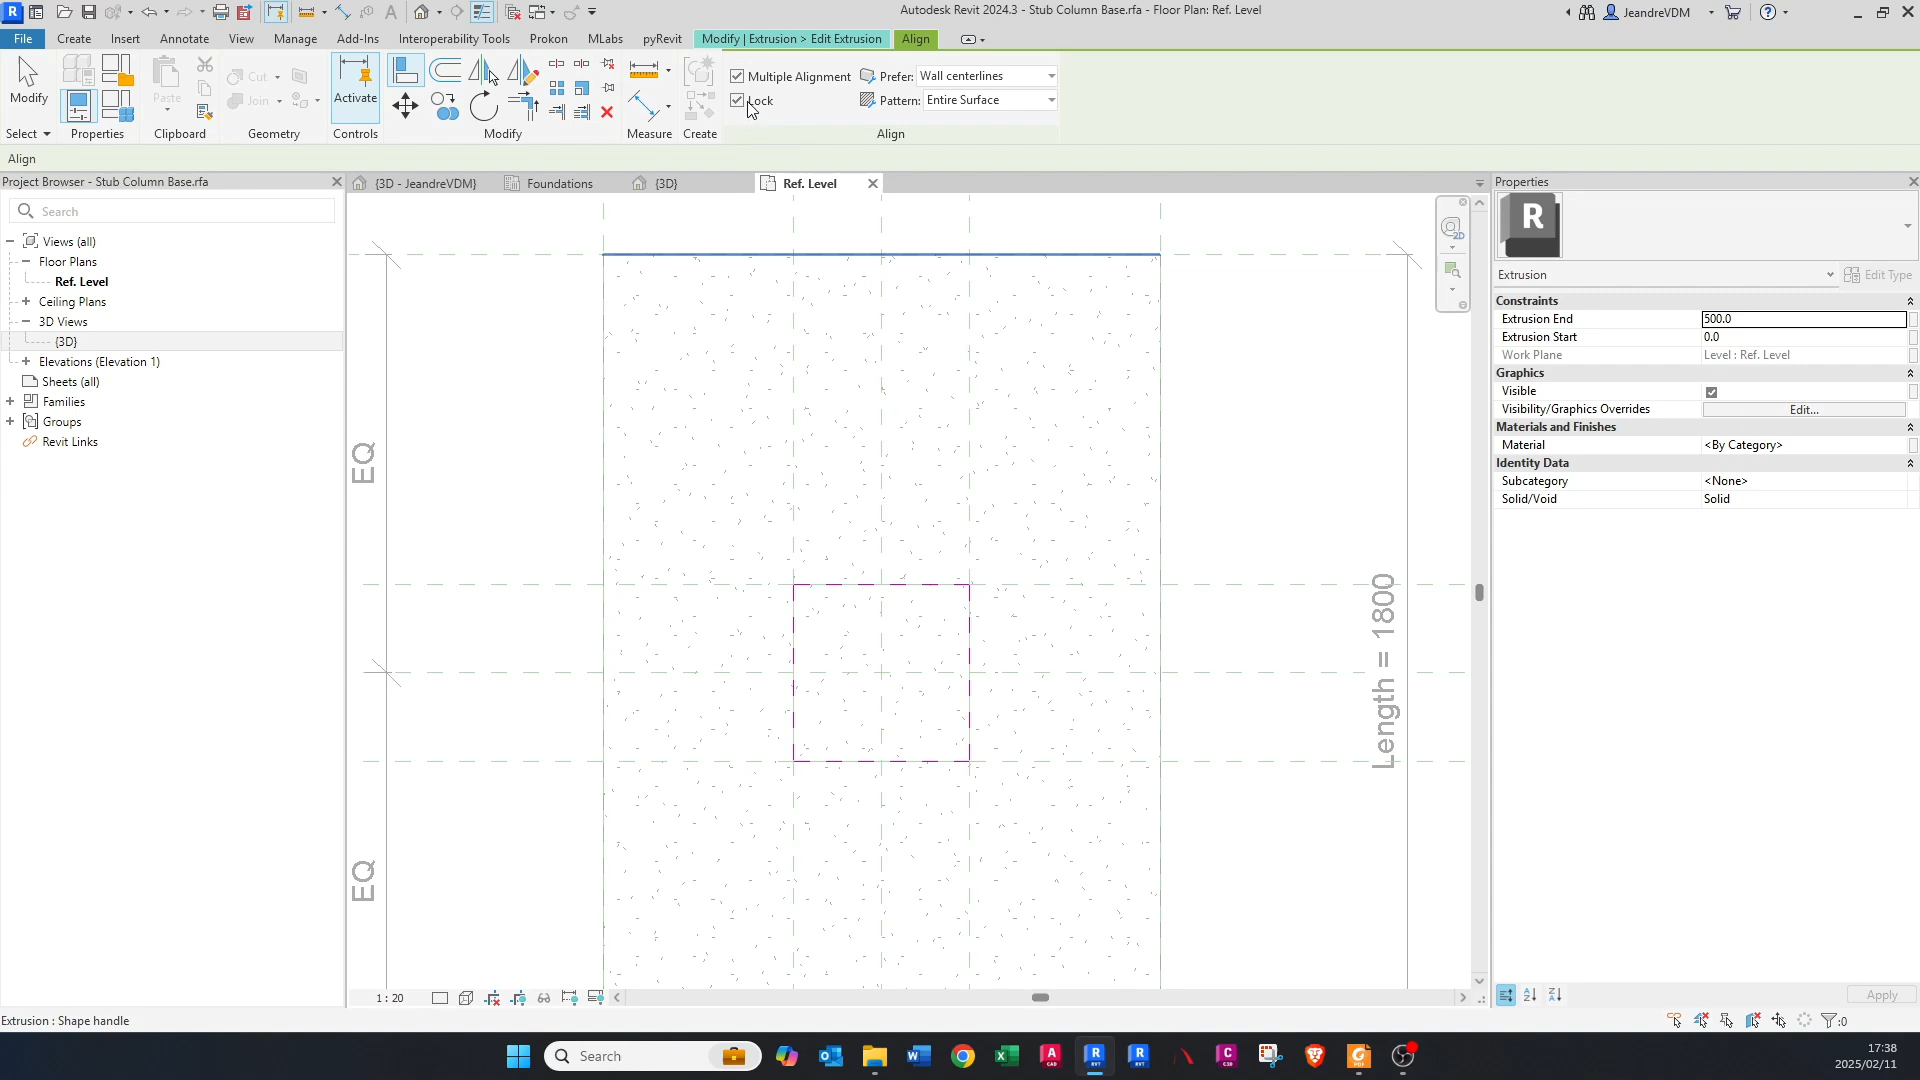 Autodesk Revit 2024.3 - Stub Column Base.rfa - Floor Plan: Ref. Level
JeandreVDM
File
Create
Insert
Annotate
View
Manage
Add-Ins
Interoperability Tools
Prokon
MLabs
pyRevit
Modify | Extrusion > Edit Extrusion
Align
Modify
Paste
Cut
Join
Activate
Multiple Alignment
Prefer:
Wall centerlines
Lock
Pattern:
Entire Surface
Select
Properties
Clipboard
Geometry
Controls
Modify
Measure
Create
Align
Align
Project Browser - Stub Column Base.rfa
Search
Views (all)
Floor Plans
Ref. Level
Ceiling Plans
3D Views
{3D}
Elevations (Elevation 1)
Sheets (all)
Families
Groups
Revit Links
{3D - JeandreVDM}
Foundations
{3D}
Ref. Level
2D
EQ
EQ
Length = 1800
Properties
R
Extrusion
Edit Type
Constraints
Extrusion End 500.0
Extrusion Start 0.0
Work Plane Level : Ref. Level
Graphics
Visible
Visibility/Graphics Overrides Edit...
Materials and Finishes
Material <By Category>
Identity Data
Subcategory <None>
Solid/Void Solid
Apply
1 : 20
Extrusion : Shape handle
:0
Search
17:38
2025/02/11